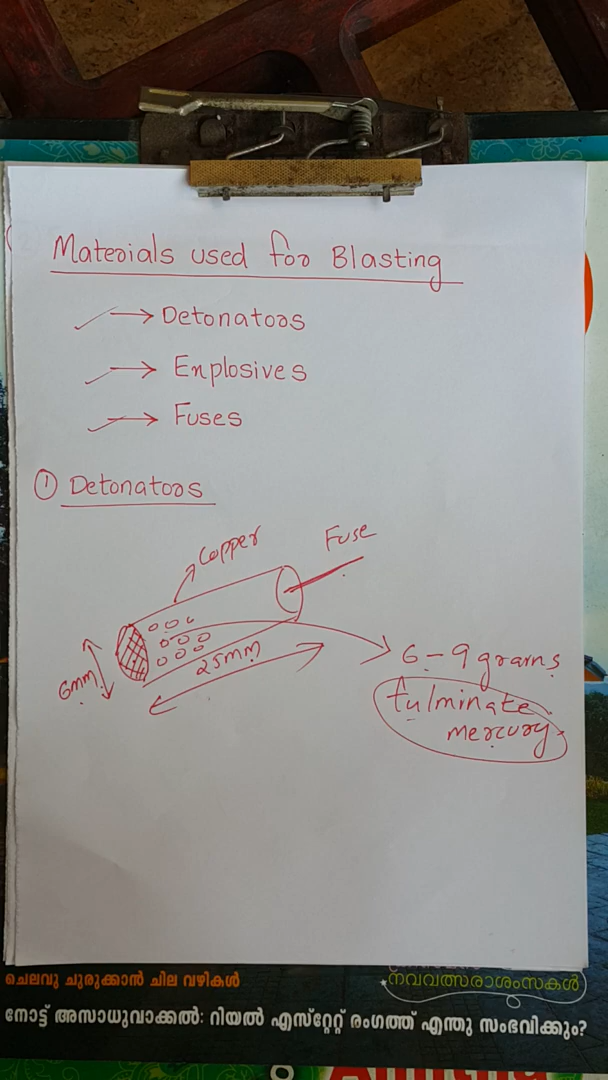 Materials used for Blasting
→ Detonators
→ Explosives
→ Fuses
① Detonators
Copper
Fuse
6mm
25mm
6-9 grams
fulminate
mercury
ചെലവു ചുരുക്കാൻ ചില വഴികൾ
നവവത്സരാശംസകൾ
നോട്ട് അസാധുവാക്കൽ: റിയൽ എസ്റ്റേറ്റ് രംഗത്ത് എന്തു സംഭവിക്കും?